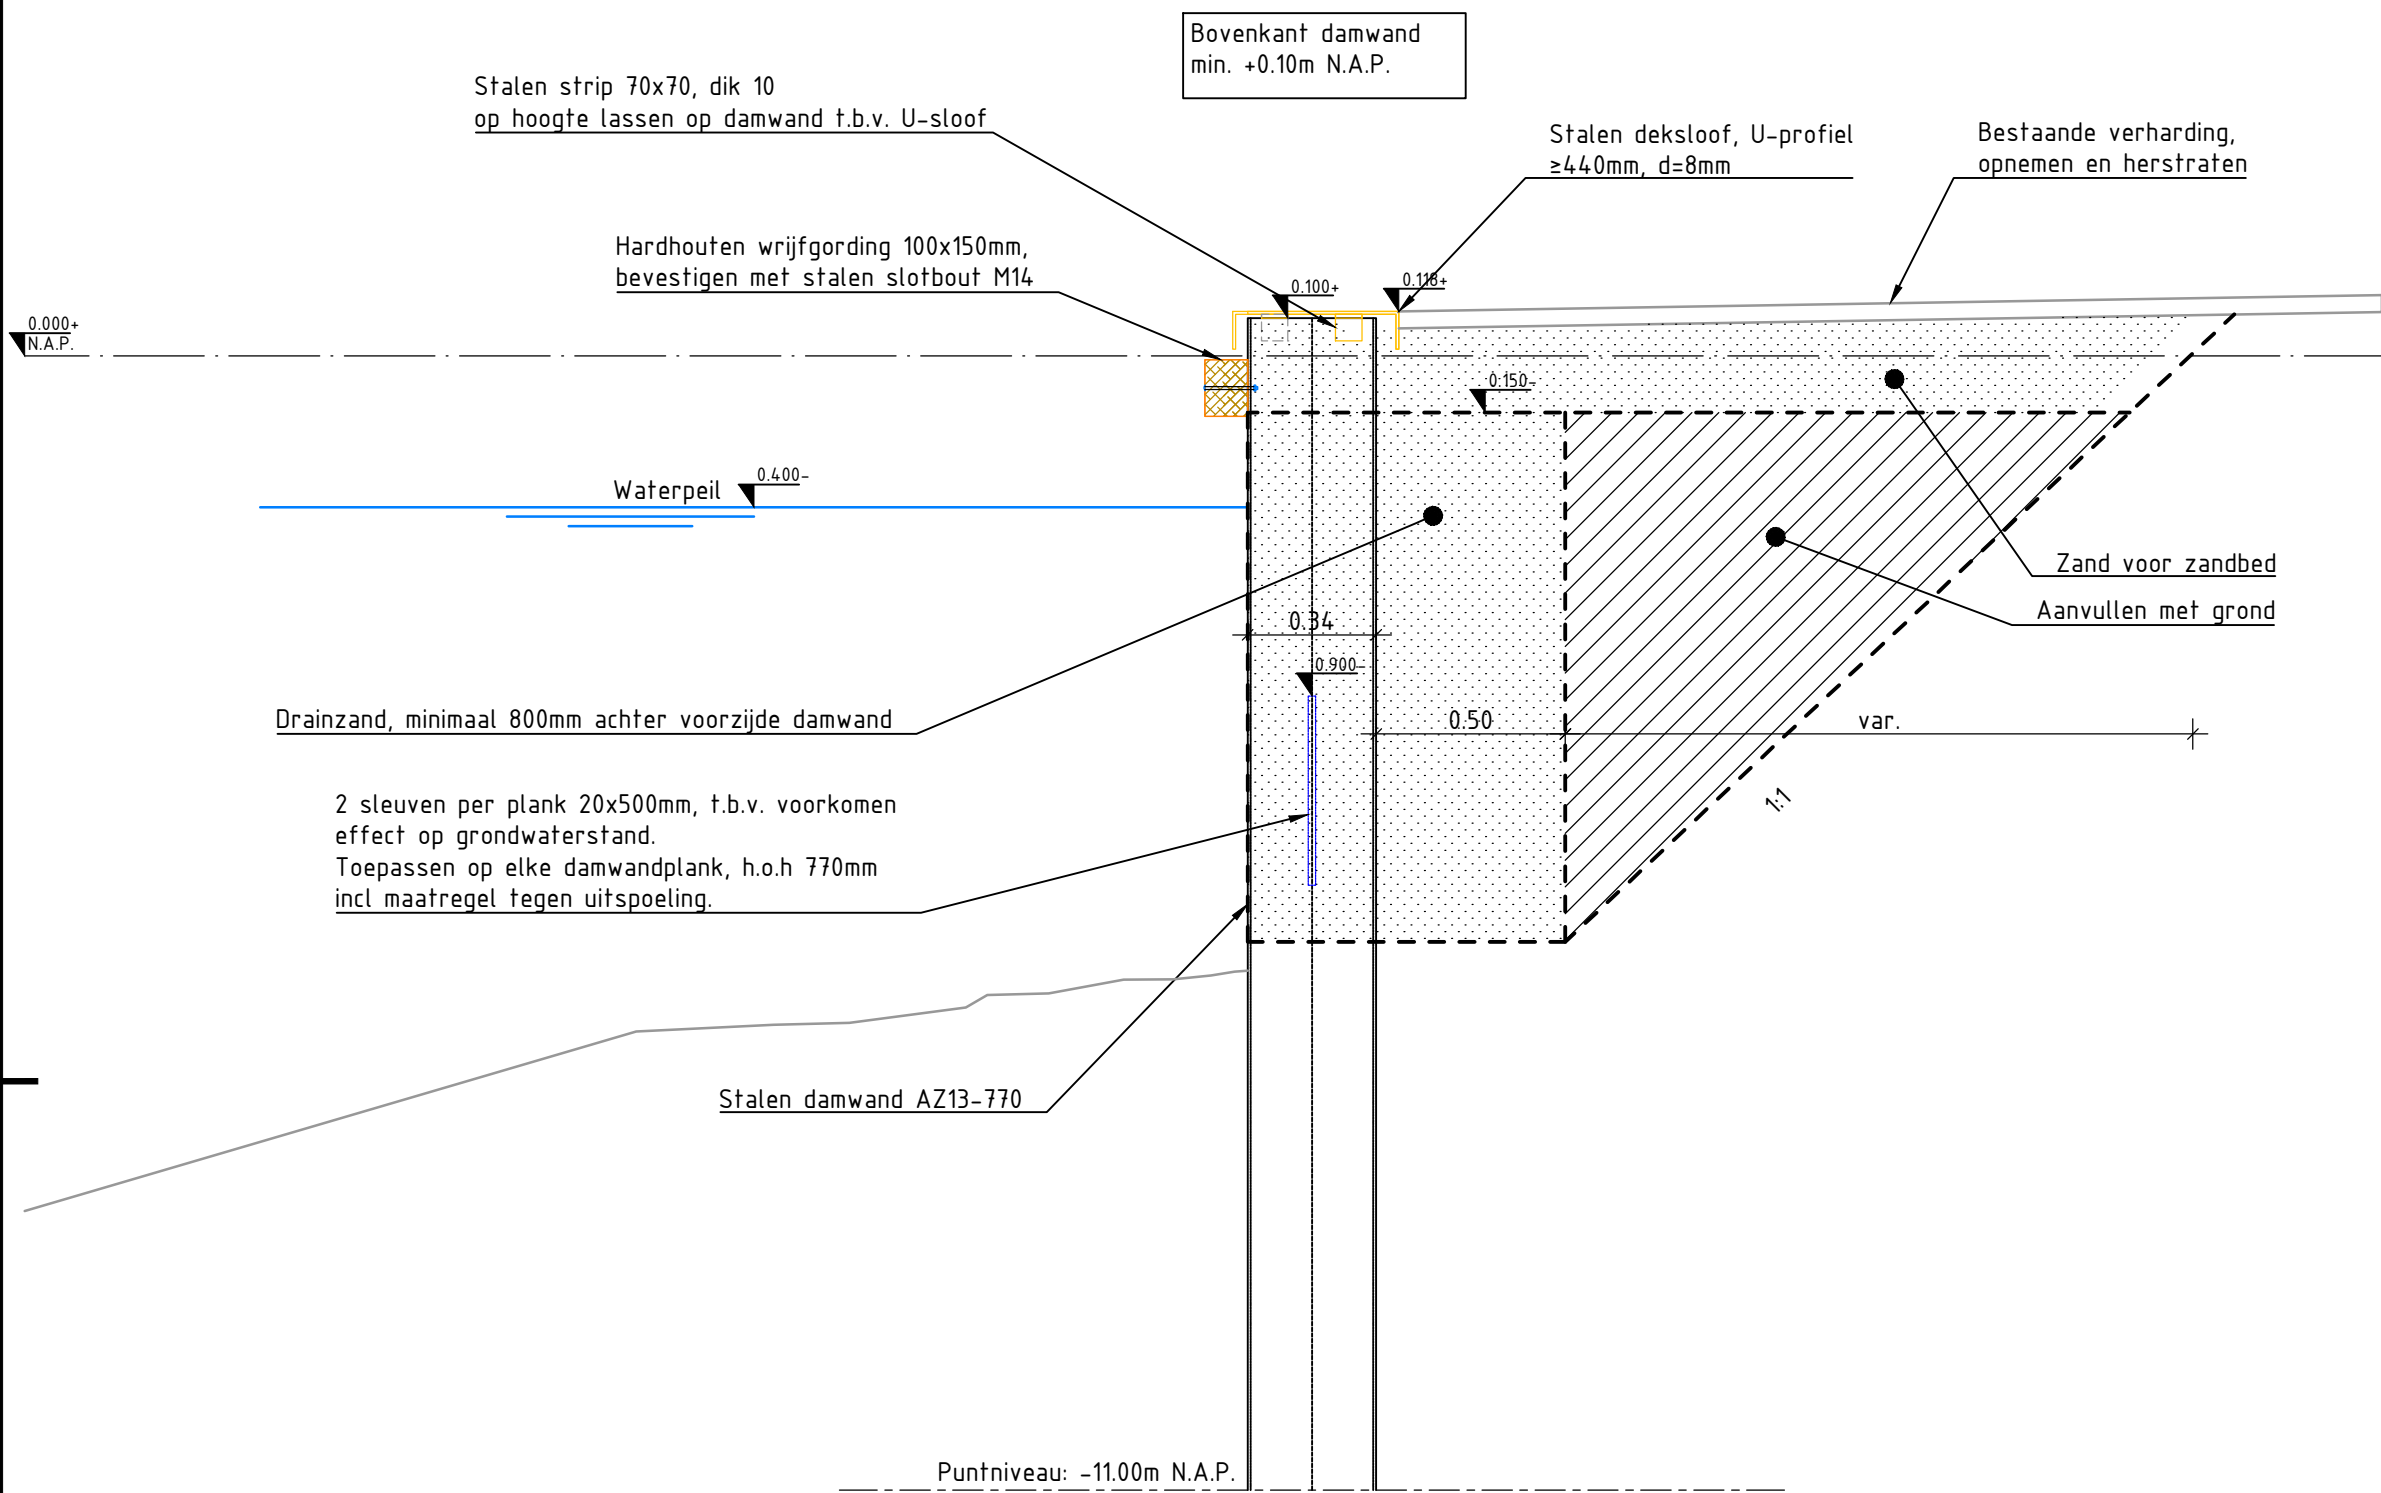 Bovenkant damwand
min. +0.10m N.A.P.
Stalen strip 70x70, dik 10
op hoogte lassen op damwand t.b.v. U-sloof
Stalen deksloof, U-profiel
≥440mm, d=8mm
Bestaande verharding,
opnemen en herstraten
Hardhouten wrijfgording 100x150mm,
bevestigen met stalen slotbout M14
0.100+
0.118+
0.000+
N.A.P.
0.150-
Waterpeil
0.400-
Zand voor zandbed
Aanvullen met grond
0.34
0.900-
Drainzand, minimaal 800mm achter voorzijde damwand
0.50
var.
1:1
2 sleuven per plank 20x500mm, t.b.v. voorkomen
effect op grondwaterstand.
Toepassen op elke damwandplank, h.o.h 770mm
incl maatregel tegen uitspoeling.
Stalen damwand AZ13-770
Puntniveau: -11.00m N.A.P.